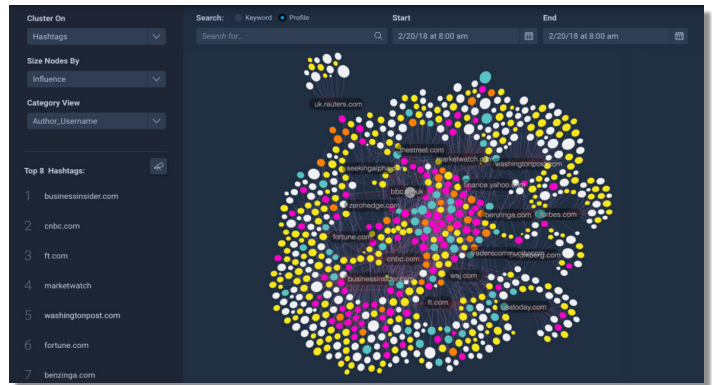 Cluster On
Hashtags
Size Nodes By
Influence
Category View
Author_Username
Top 8 Hashtags:
1 businessinsider.com
2 cnbc.com
3 ft.com
4 marketwatch
5 washingtonpost.com
6 fortune.com
7 benzinga.com
Search: Keyword Profile
Search for...
Start
2/20/18 at 8:00 am
End
2/20/18 at 8:00 am
uk.reuters.com
thestreet.com
marketwatch.com
washingtonpost.com
seekingalpha
finance.yahoo.
bbc.
uk
zerohedge.com
benzinga.com
forbes.com
fortune.com
cnbc.com
traderscommunity.com
businessinsider.com
wsj.com
ft.com
usatoday.com